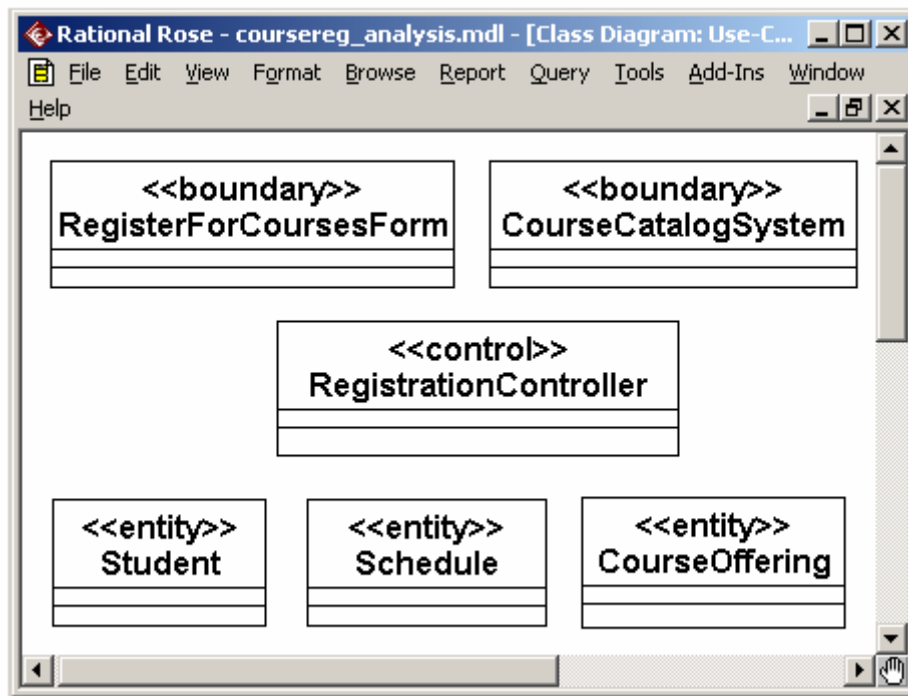 Rational Rose - coursereg_analysis.mdl - [Class Diagram: Use-C...
File Edit View Format Browse Report Query Tools Add-Ins Window
Help
<<boundary>> <<boundary>>
RegisterForCoursesForm CourseCatalogSystem
<<control>>
RegistrationController
<<entity>> <<entity>> <<entity>>
Student Schedule CourseOffering